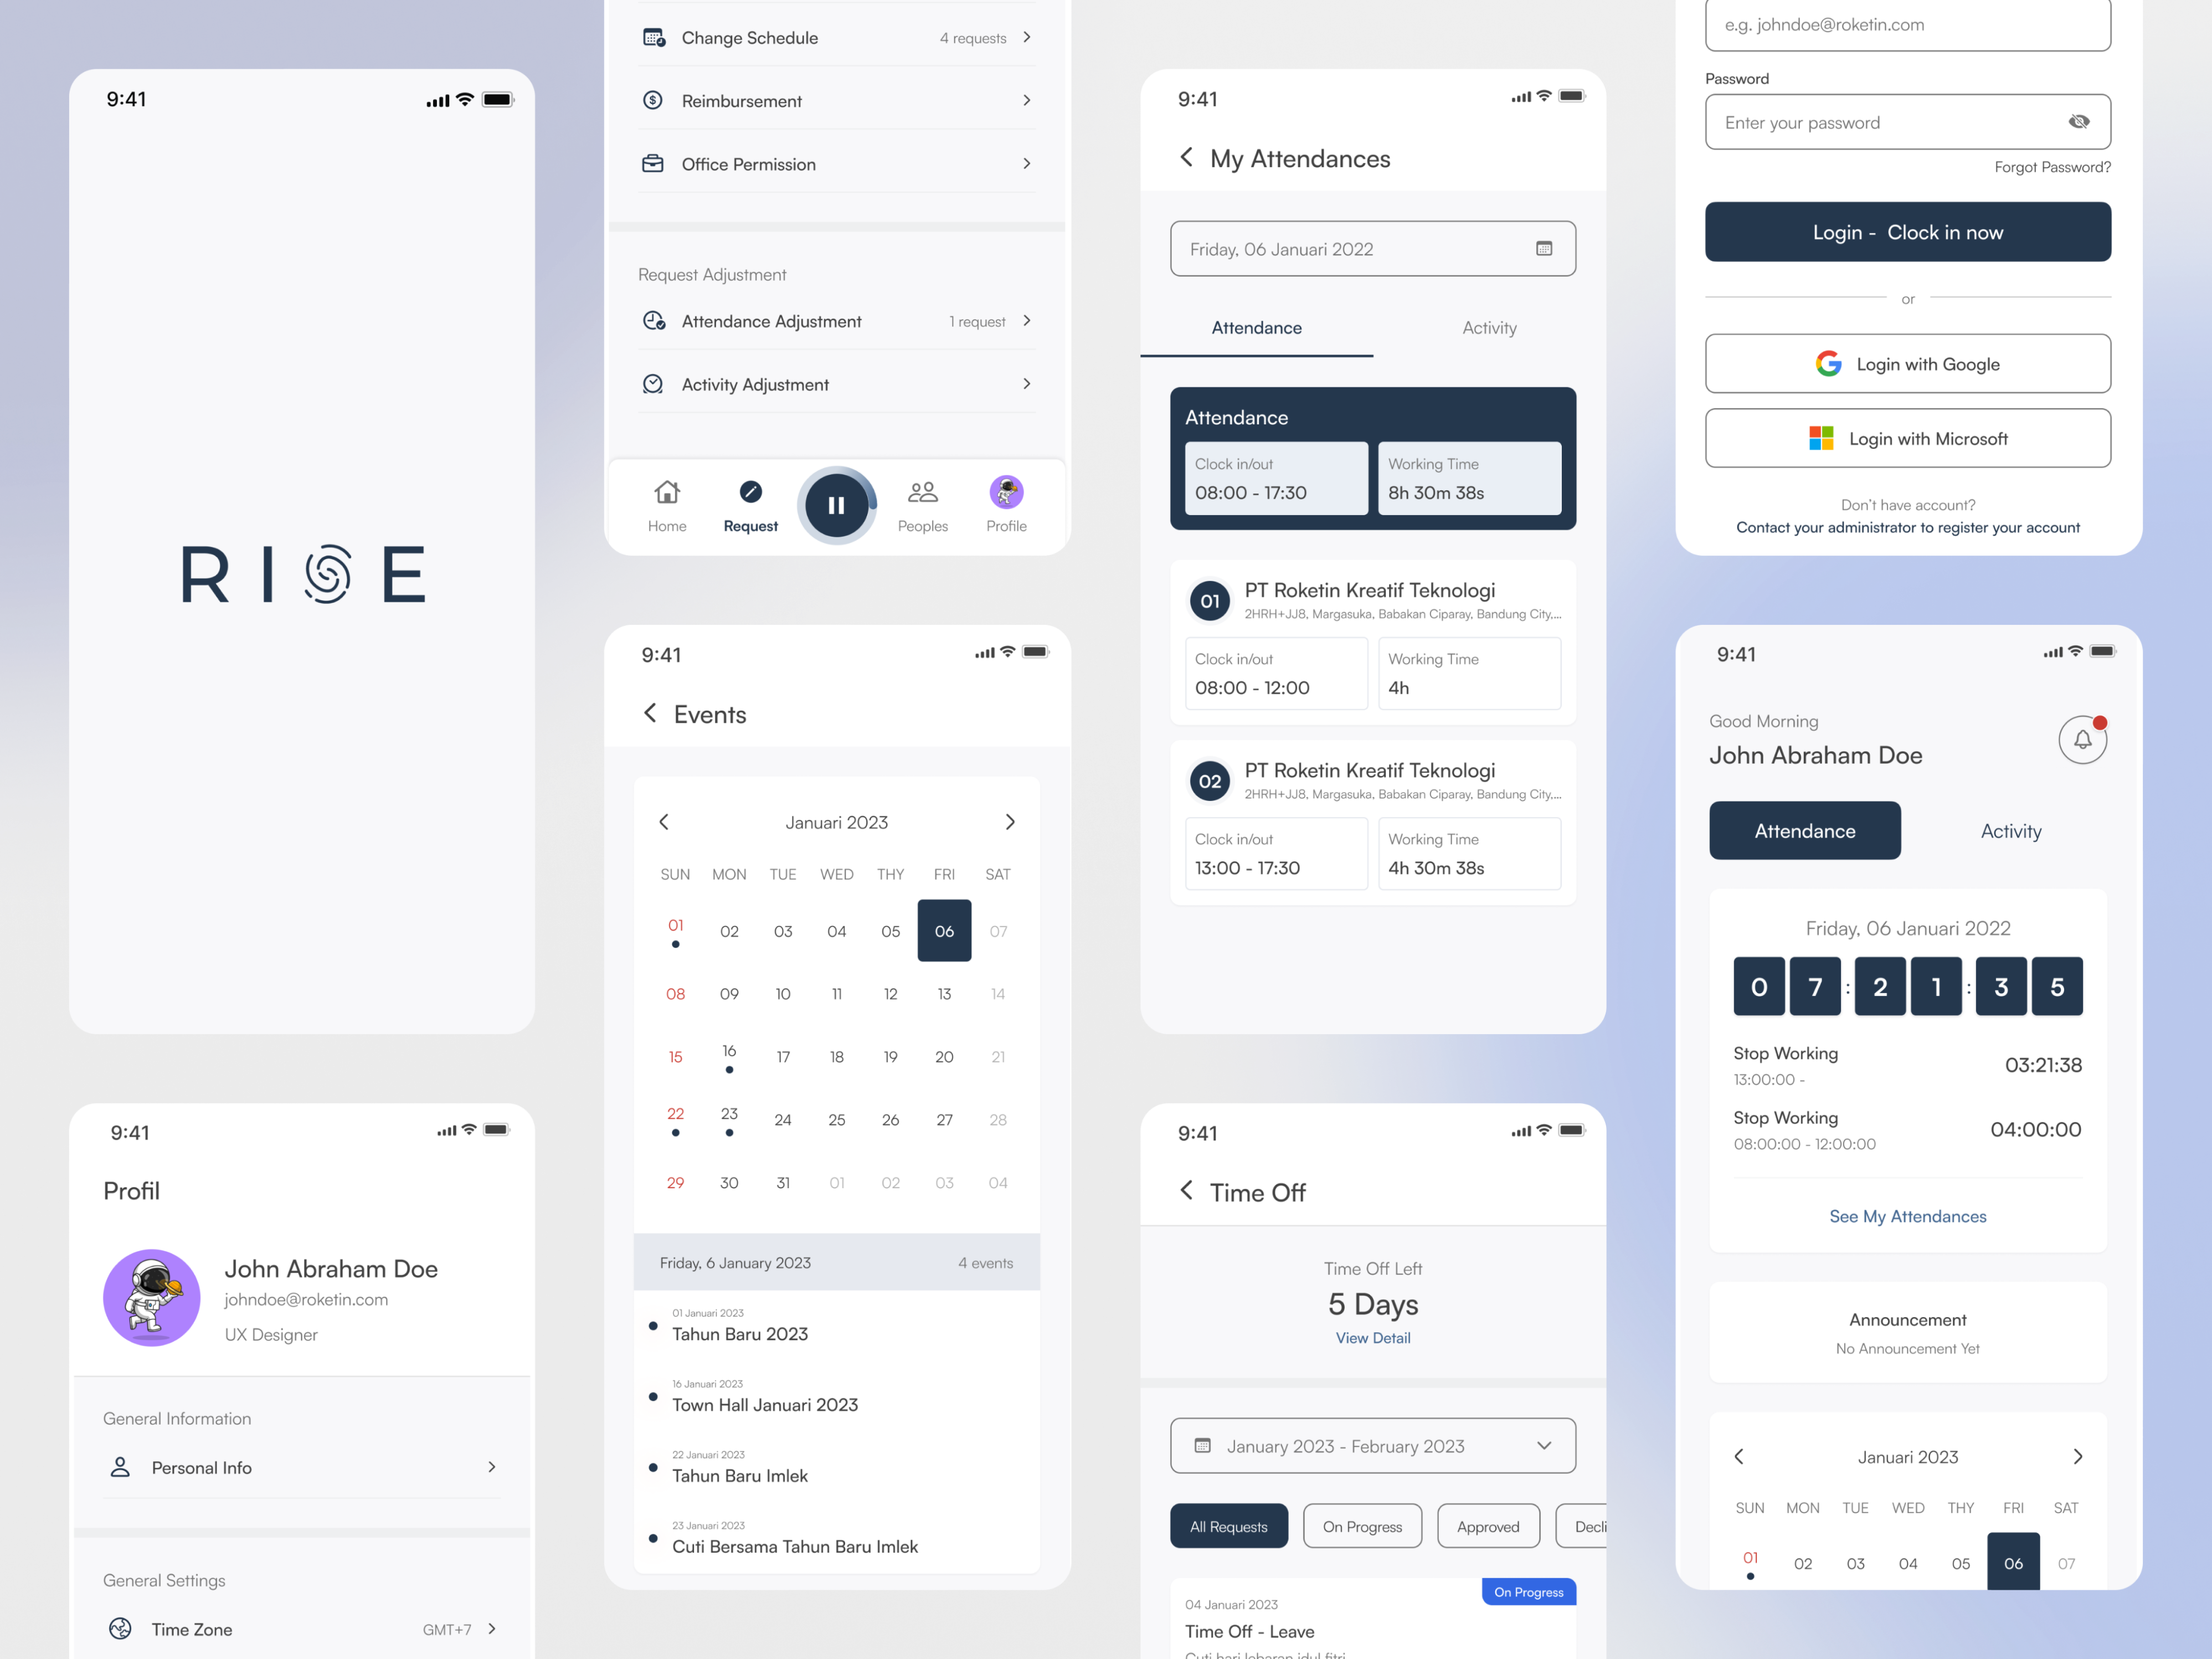 9:41
RISE
9:41
Profil
John Abraham Doe
johndoe@roketin.com
UX Designer
General Information
Personal Info
General Settings
Time Zone GMT+7
Change Schedule 4 requests
Reimbursement
Office Permission
Request Adjustment
Attendance Adjustment 1 request
Activity Adjustment
Home Request Peoples Profile
9:41
Events
Januari 2023
SUN MON TUE WED THY FRI SAT
01 02 03 04 05 06 07
08 09 10 11 12 13 14
15 16 17 18 19 20 21
22 23 24 25 26 27 28
29 30 31 01 02 03 04
Friday, 6 January 2023 4 events
01 Januari 2023
Tahun Baru 2023
16 Januari 2023
Town Hall Januari 2023
22 Januari 2023
Tahun Baru Imlek
23 Januari 2023
Cuti Bersama Tahun Baru Imlek
9:41
My Attendances
Friday, 06 Januari 2022
Attendance Activity
Attendance
Clock in/out Working Time
08:00 - 17:30 8h 30m 38s
01 PT Roketin Kreatif Teknologi
2HRH+JJ8, Margasuka, Babakan Ciparay, Bandung City,...
Clock in/out Working Time
08:00 - 12:00 4h
02 PT Roketin Kreatif Teknologi
2HRH+JJ8, Margasuka, Babakan Ciparay, Bandung City,...
Clock in/out Working Time
13:00 - 17:30 4h 30m 38s
9:41
Time Off
Time Off Left
5 Days
View Detail
January 2023 - February 2023
All Requests On Progress Approved Decli
On Progress
04 Januari 2023
Time Off - Leave
Cuti hari lebaran idul fitri
e.g. johndoe@roketin.com
Password
Enter your password
Forgot Password?
Login - Clock in now
or
Login with Google
Login with Microsoft
Don't have account?
Contact your administrator to register your account
9:41
Good Morning
John Abraham Doe
Attendance Activity
Friday, 06 Januari 2022
07:21:35
Stop Working 03:21:38
13:00:00 -
Stop Working 04:00:00
08:00:00 - 12:00:00
See My Attendances
Announcement
No Announcement Yet
Januari 2023
SUN MON TUE WED THY FRI SAT
01 02 03 04 05 06 07